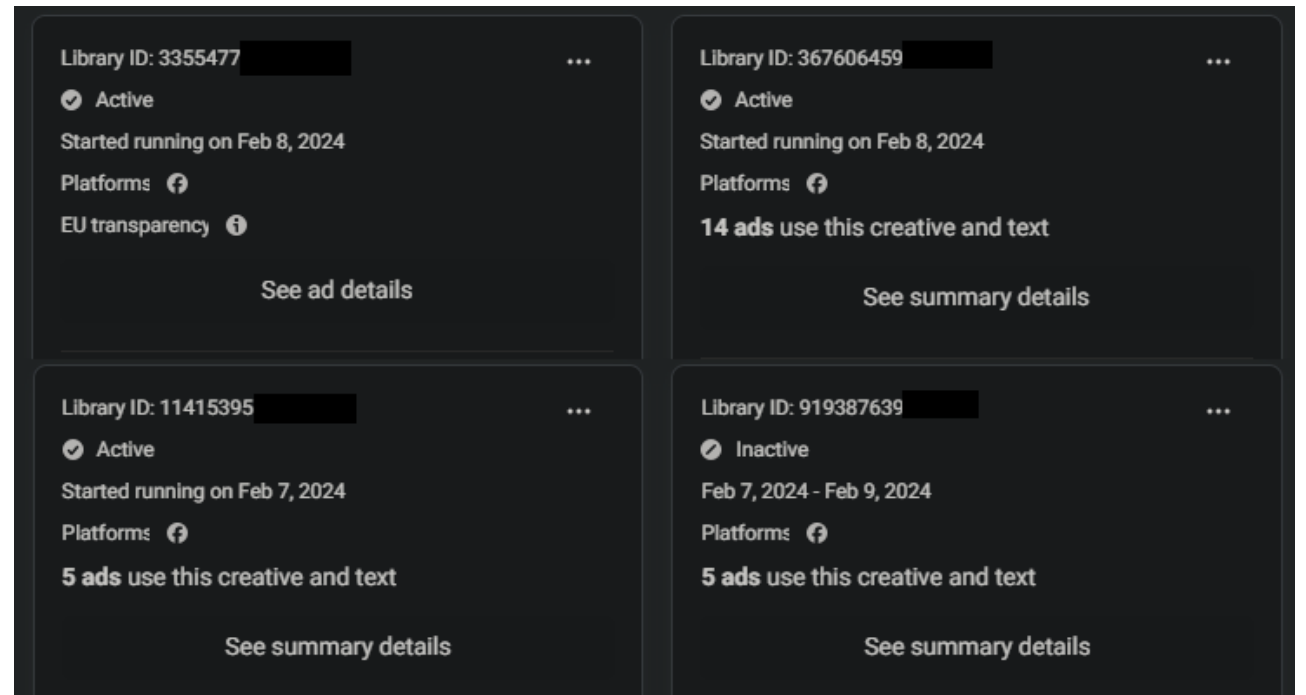 Library ID: 3355477
Active
Started running on Feb 8, 2024
Platforms
EU transparency
See ad details
Library ID: 367606459
Active
Started running on Feb 8, 2024
Platforms
14 ads use this creative and text
See summary details
Library ID: 11415395
Active
Started running on Feb 7, 2024
Platforms
5 ads use this creative and text
See summary details
Library ID: 919387639
Inactive
Feb 7, 2024 - Feb 9, 2024
Platforms
5 ads use this creative and text
See summary details